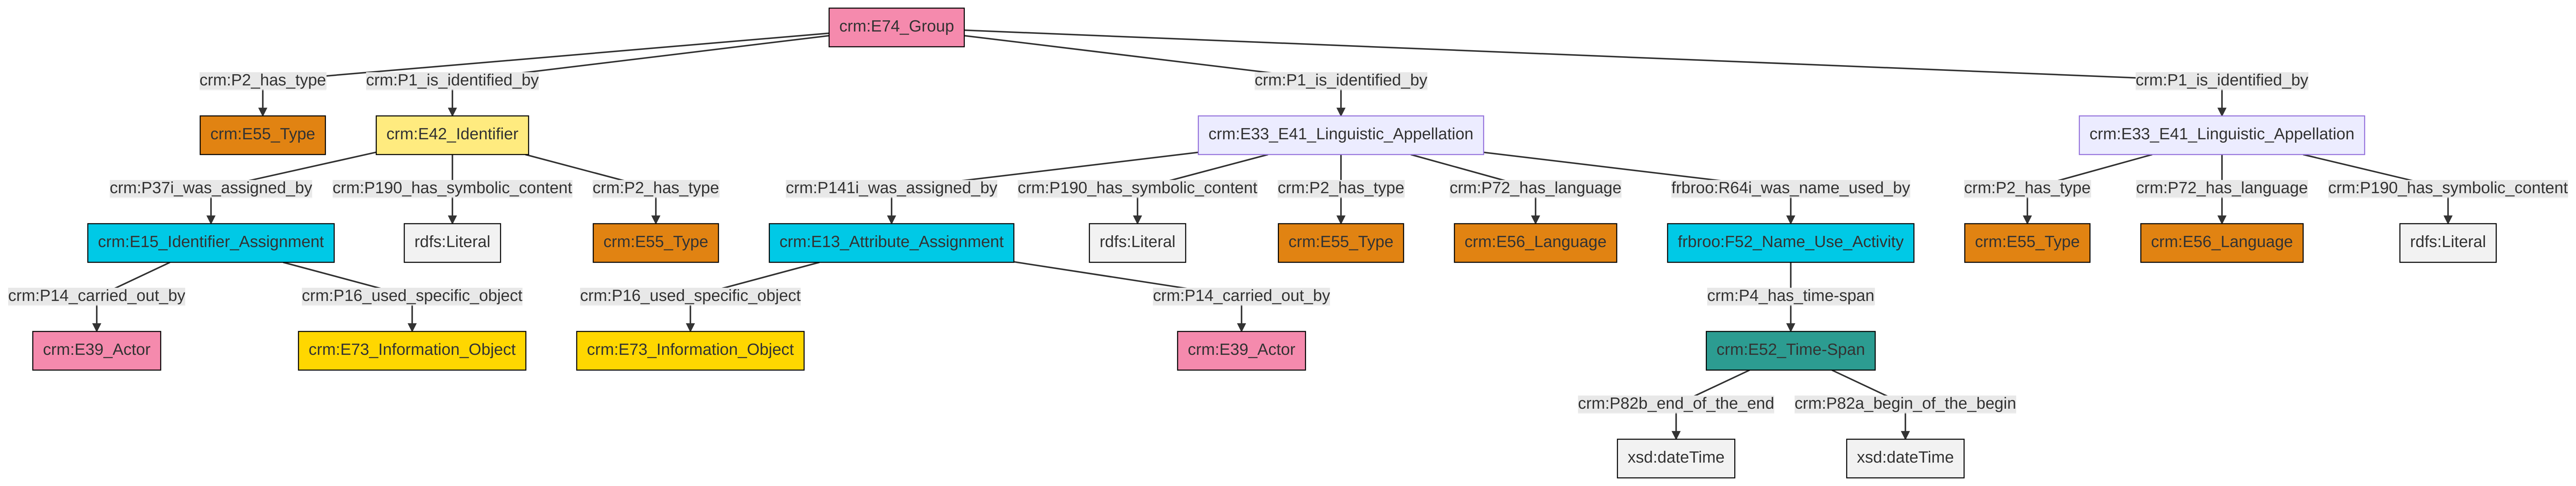 crm:E74_Group
crm:P2_has_type
crm:P1_is_identified_by
crm:P1_is_identified_by
crm:P1_is_identified_by
crm:E55_Type
crm:E42_Identifier
crm:E33_E41_Linguistic_Appellation
crm:E33_E41_Linguistic_Appellation
crm:P37i_was_assigned_by
crm:P190_has_symbolic_content
crm:P2_has_type
crm:P141i_was_assigned_by
crm:P190_has_symbolic_content
crm:P2_has_type
crm:P72_has_language
frbroo:R64i_was_name_used_by
crm:P2_has_type
crm:P72_has_language
crm:P190_has_symbolic_content
crm:E15_Identifier_Assignment
rdfs:Literal
crm:E55_Type
crm:E13_Attribute_Assignment
rdfs:Literal
crm:E55_Type
crm:E56_Language
frbroo:F52_Name_Use_Activity
crm:E55_Type
crm:E56_Language
rdfs:Literal
crm:P14_carried_out_by
crm:P16_used_specific_object
crm:P16_used_specific_object
crm:P14_carried_out_by
crm:P4_has_time-span
crm:E39_Actor
crm:E73_Information_Object
crm:E73_Information_Object
crm:E39_Actor
crm:E52_Time-Span
crm:P82b_end_of_the_end
crm:P82a_begin_of_the_begin
xsd:dateTime
xsd:dateTime